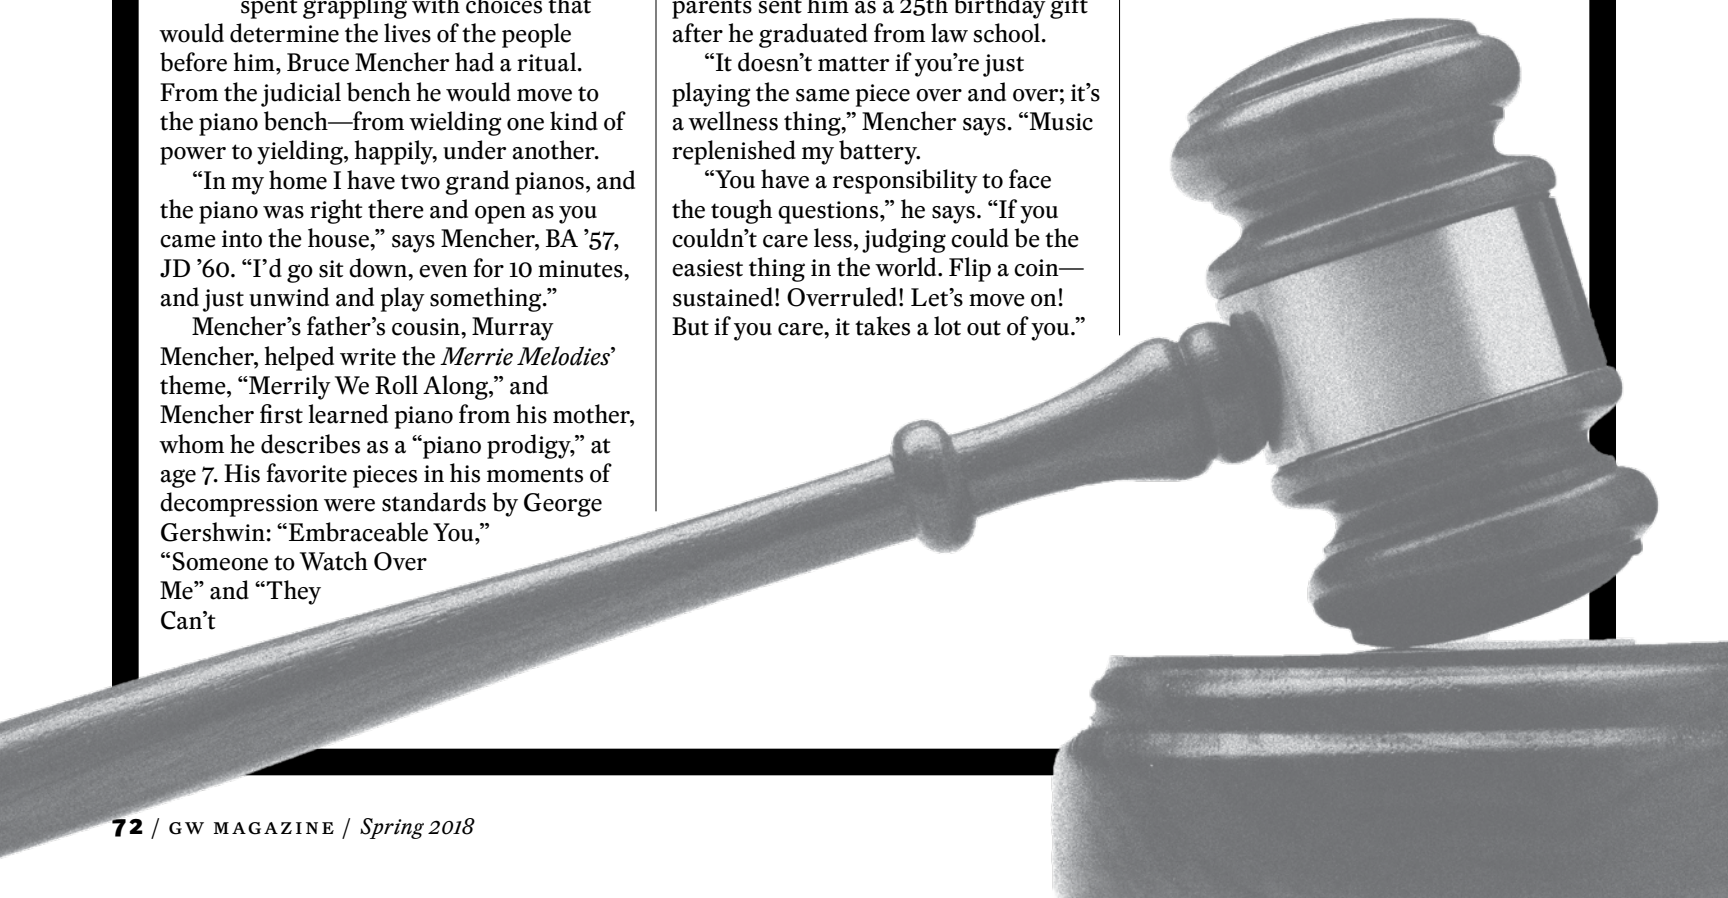 spent grappling with choices that
would determine the lives of the people
before him, Bruce Mencher had a ritual.
From the judicial bench he would move to
the piano bench—from wielding one kind of
power to yielding, happily, under another.
“In my home I have two grand pianos, and
the piano was right there and open as you
came into the house,” says Mencher, BA ’57,
JD ’60. “I’d go sit down, even for 10 minutes,
and just unwind and play something.”
Mencher’s father’s cousin, Murray
Mencher, helped write the Merrie Melodies’
theme, “Merrily We Roll Along,” and
Mencher first learned piano from his mother,
whom he describes as a “piano prodigy,” at
age 7. His favorite pieces in his moments of
decompression were standards by George
Gershwin: “Embraceable You,”
“Someone to Watch Over
Me” and “They
Can’t
parents sent him as a 25th birthday gift
after he graduated from law school.
“It doesn’t matter if you’re just
playing the same piece over and over; it’s
a wellness thing,” Mencher says. “Music
replenished my battery.
“You have a responsibility to face
the tough questions,” he says. “If you
couldn’t care less, judging could be the
easiest thing in the world. Flip a coin—
sustained! Overruled! Let’s move on!
But if you care, it takes a lot out of you.”
72 / GW MAGAZINE / Spring 2018